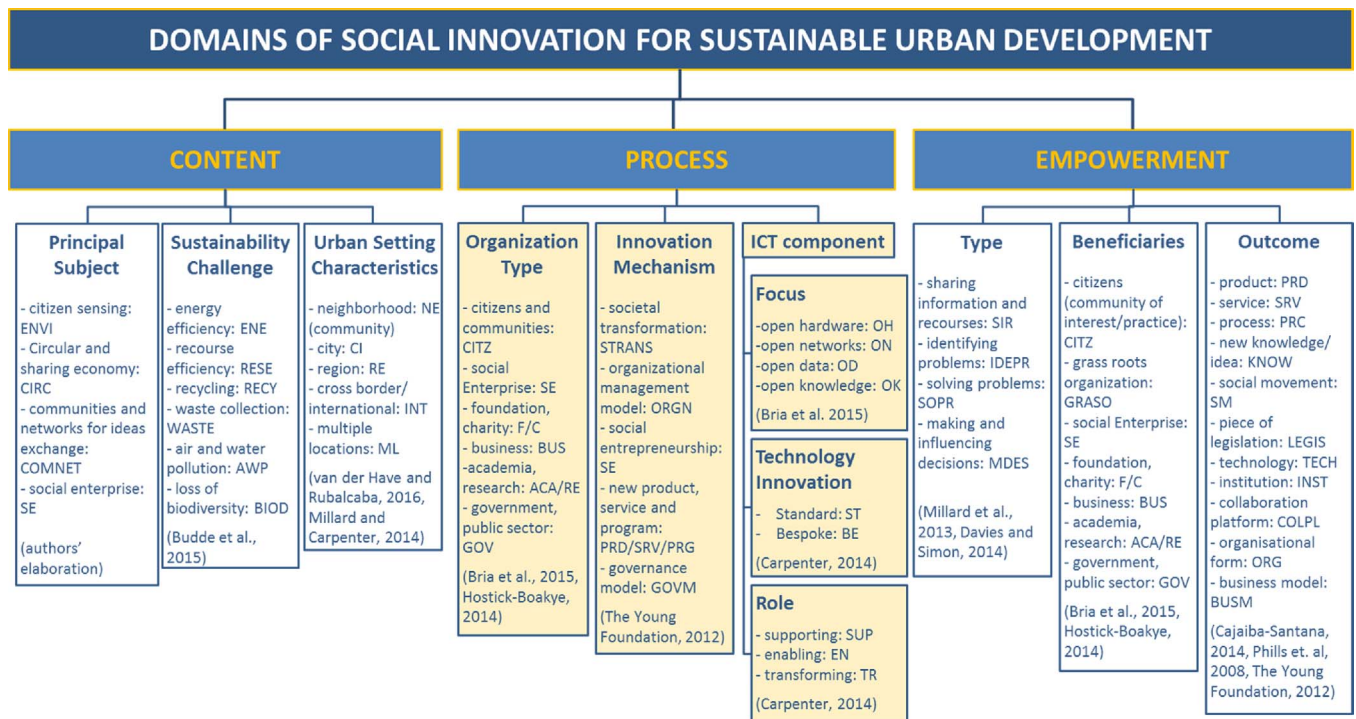 DOMAINS OF SOCIAL INNOVATION FOR SUSTAINABLE URBAN DEVELOPMENT
CONTENT
Principal
Subject
- citizen sensing:
ENVI
- Circular and
sharing economy:
CIRC
- communities and
networks for ideas
exchange:
COMNET
- social enterprise:
SE
(authors’
elaboration)
Sustainability
Challenge
- energy
efficiency: ENE
- recourse
efficiency: RESE
- recycling: RECY
- waste collection:
WASTE
- air and water
pollution: AWP
- loss of
biodiversity: BIOD
(Budde et al.,
2015)
Urban Setting
Characteristics
- neighborhood: NE
(community)
- city: CI
- region: RE
- cross border/
international: INT
- multiple
locations: ML
(van der Have and
Rubalcaba, 2016,
Millard and
Carpenter, 2014)
PROCESS
Organization
Type
- citizens and
communities:
CITZ
- social
Enterprise: SE
- foundation,
charity: F/C
- business: BUS
-academia,
research: ACA/RE
- government,
public sector:
GOV
(Bria et al., 2015,
Hostick-Boakye,
2014)
Innovation
Mechanism
- societal
transformation:
STRANS
- organizational
management
model: ORGN
- social
entrepreneurship:
SE
- new product,
service and
program:
PRD/SRV/PRG
- governance
model: GOVM
(The Young
Foundation, 2012)
ICT component
Focus
-open hardware: OH
-open networks: ON
-open data: OD
-open knowledge: OK
(Bria et al. 2015)
Technology
Innovation
- Standard: ST
- Bespoke: BE
(Carpenter, 2014)
Role
- supporting: SUP
- enabling: EN
- transforming: TR
(Carpenter, 2014)
EMPOWERMENT
Type
- sharing
information and
recourses: SIR
- identifying
problems: IDEPR
- solving problems:
SOPR
- making and
influencing
decisions: MDES
(Millard et al.,
2013, Davies and
Simon, 2014)
Beneficiaries
- citizens
(community of
interest/practice):
CITZ
- grass roots
organization:
GRASO
- social Enterprise:
SE
- foundation,
charity: F/C
- business: BUS
- academia,
research: ACA/RE
- government,
public sector: GOV
(Bria et al., 2015,
Hostick-Boakye,
2014)
Outcome
- product: PRD
- service: SRV
- process: PRC
- new knowledge/
idea: KNOW
- social movement:
SM
- piece of
legislation: LEGIS
- technology: TECH
- institution: INST
- collaboration
platform: COLPL
- organisational
form: ORG
- business model:
BUSM
(Cajaiba-Santana,
2014, Phills et. al,
2008, The Young
Foundation, 2012)